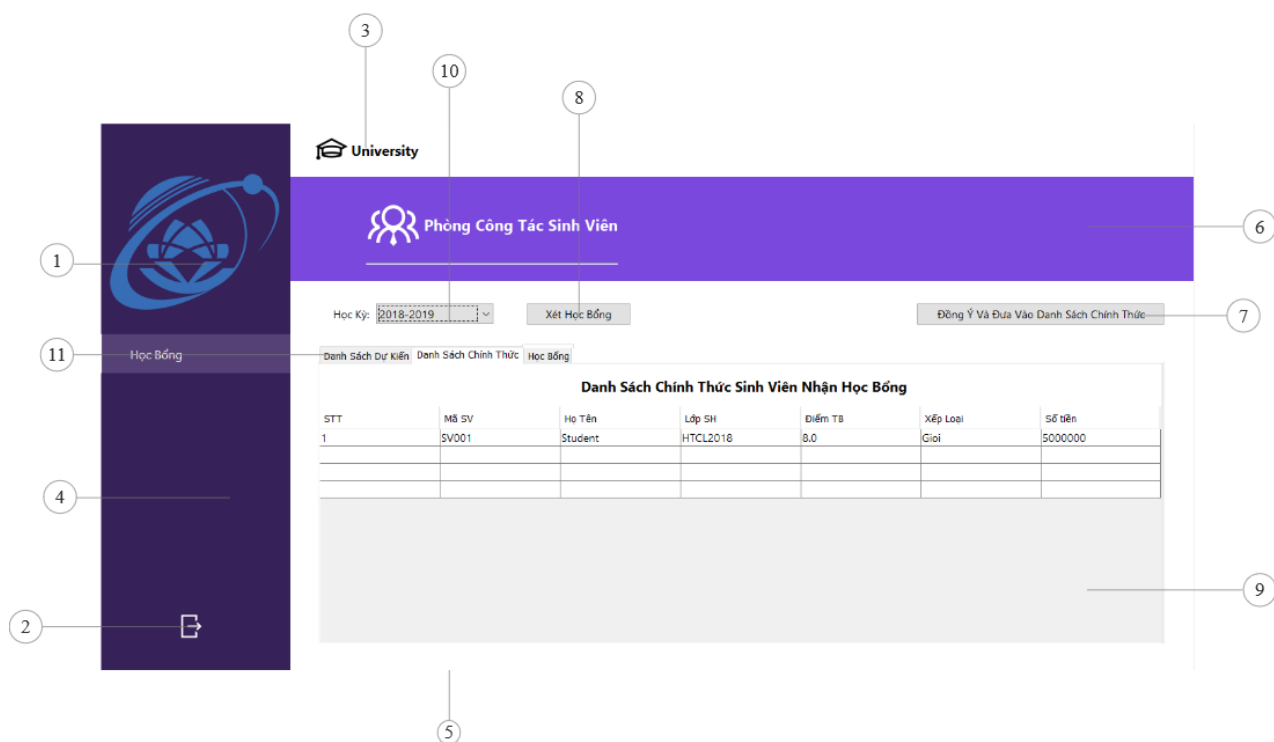 3
10
8
University
Phòng Công Tác Sinh Viên
6
1
Học Kỳ: 2018-2019 Xét Học Bổng Đồng Ý Và Đưa Vào Danh Sách Chính Thức
7
11
Học Bổng
Danh Sách Dự Kiến Danh Sách Chính Thức Học Bổng
Danh Sách Chính Thức Sinh Viên Nhận Học Bổng
STT Mã SV Họ Tên Lớp SH Điểm TB Xếp Loại Số tiền
1 SV001 Student HTCL2018 8.0 Gioi 5000000
4
9
2
5